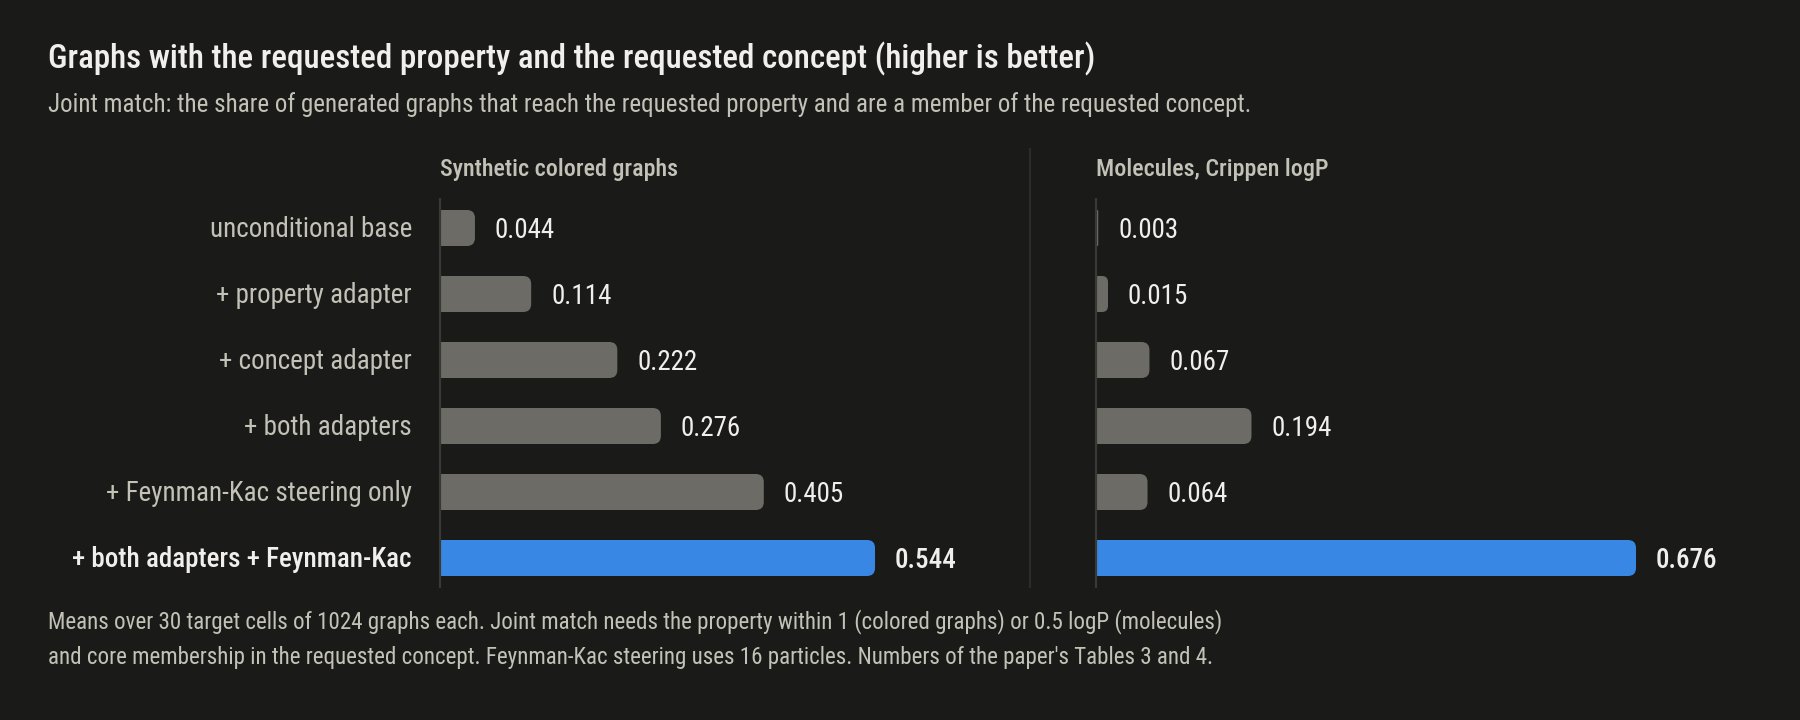 Graphs with the requested property and the requested concept (higher is better)
Joint match: the share of generated graphs that reach the requested property and are a member of the requested concept.
Synthetic colored graphs
Molecules, Crippen logP
unconditional base 0.044 0.003
+ property adapter 0.114 0.015
+ concept adapter 0.222 0.067
+ both adapters 0.276 0.194
+ Feynman-Kac steering only 0.405 0.064
+ both adapters + Feynman-Kac 0.544 0.676
Means over 30 target cells of 1024 graphs each. Joint match needs the property within 1 (colored graphs) or 0.5 logP (molecules)
and core membership in the requested concept. Feynman-Kac steering uses 16 particles. Numbers of the paper's Tables 3 and 4.